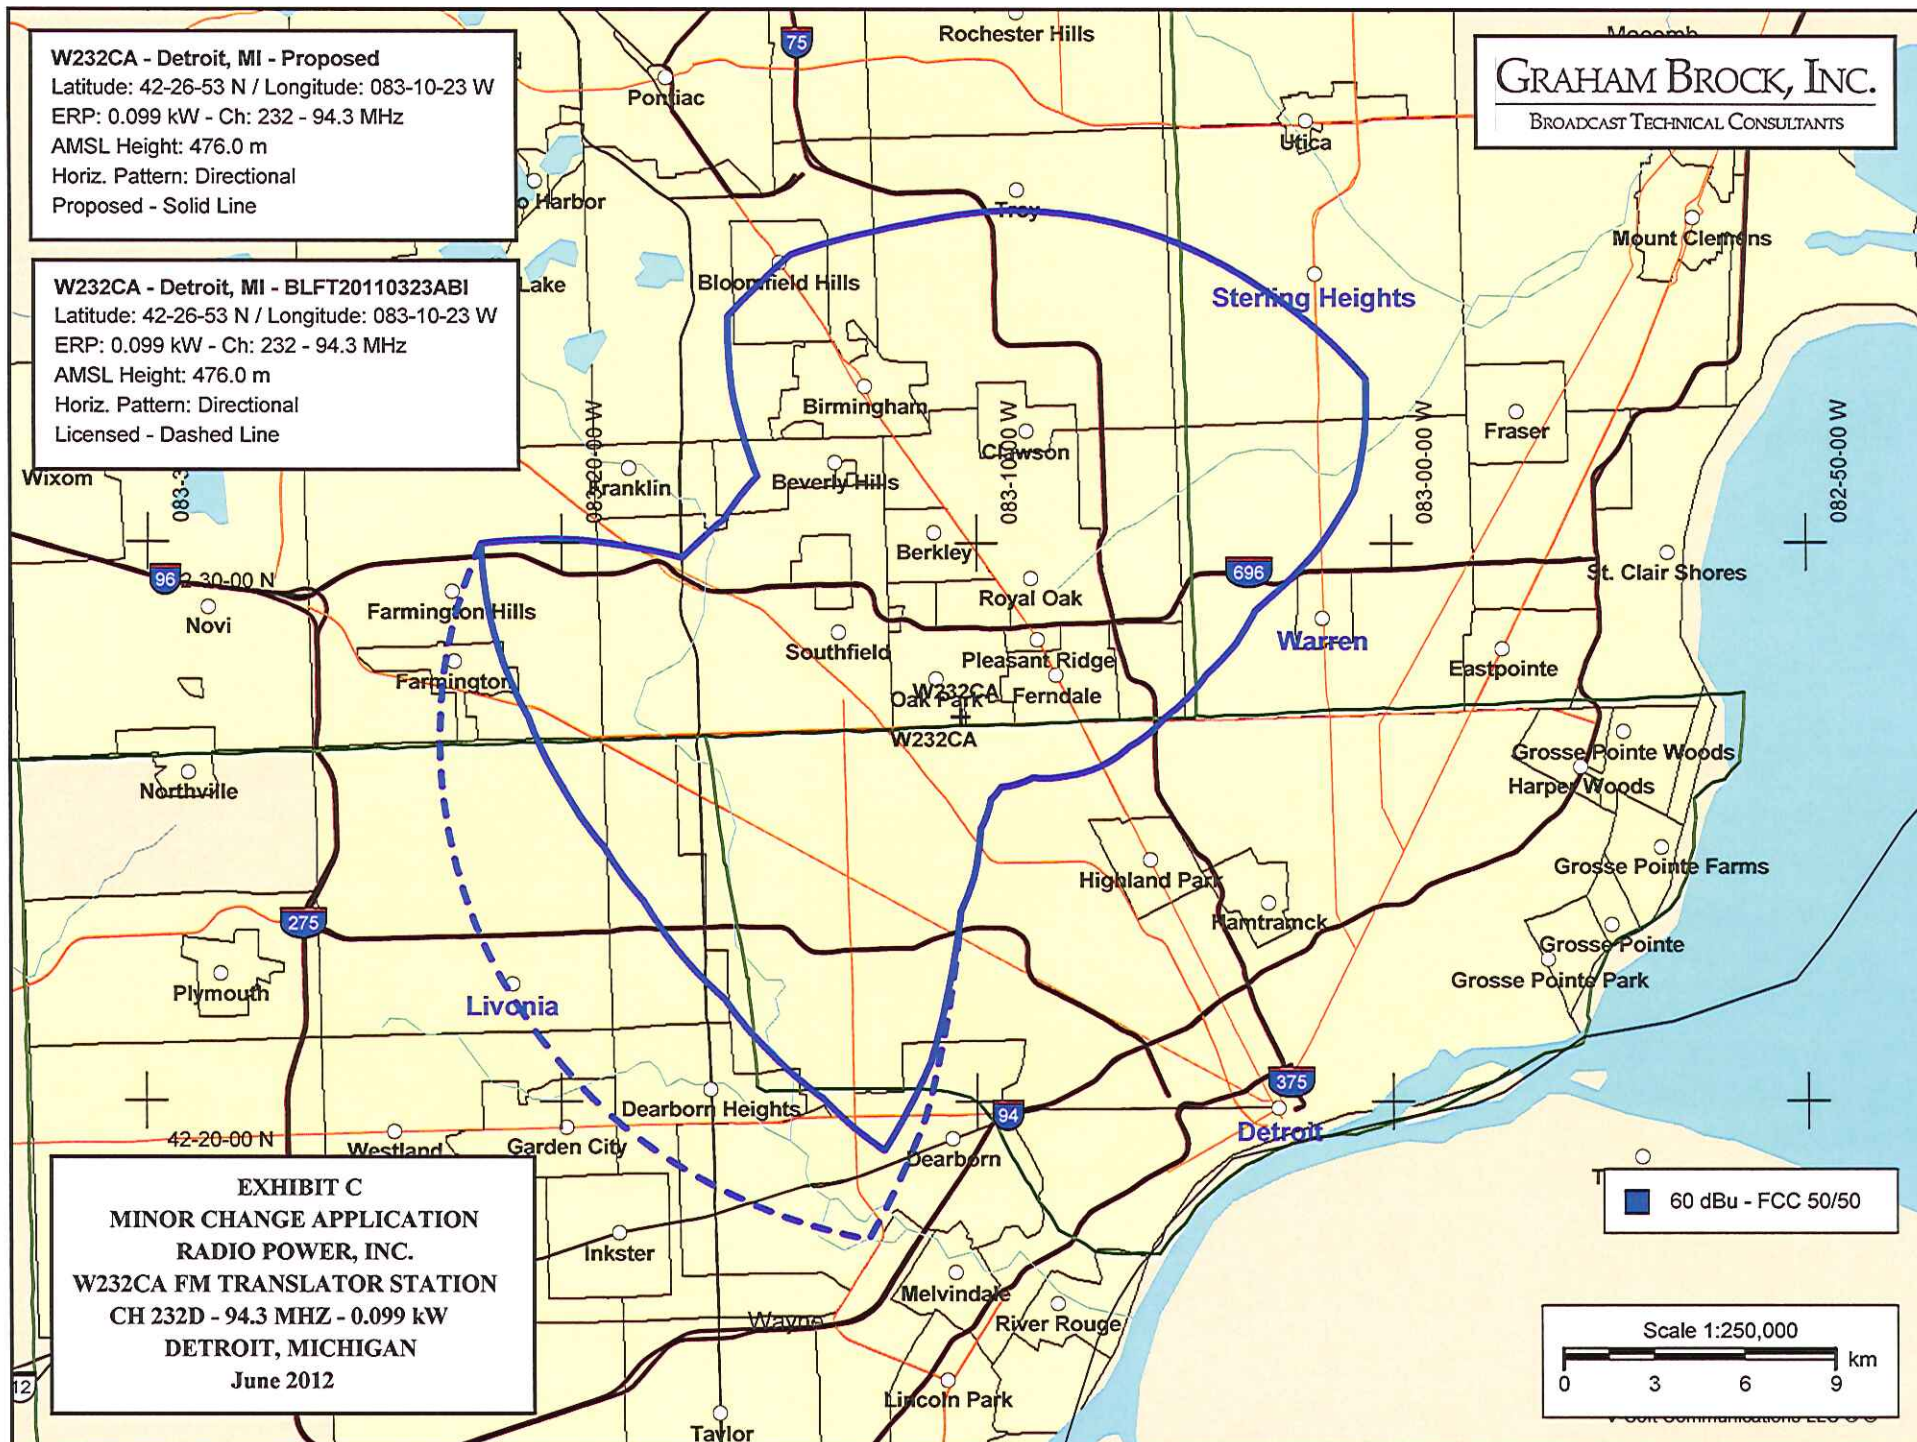 W232CA - Detroit, MI - Proposed
Latitude: 42-26-53 N / Longitude: 083-10-23 W
ERP: 0.099 kW - Ch: 232 - 94.3 MHz
AMSL Height: 476.0 m
Horiz. Pattern: Directional
Proposed - Solid Line
W232CA - Detroit, MI - BLFT20110323ABI
Latitude: 42-26-53 N / Longitude: 083-10-23 W
ERP: 0.099 kW - Ch: 232 - 94.3 MHz
AMSL Height: 476.0 m
Horiz. Pattern: Directional
Licensed - Dashed Line
GRAHAM BROCK, INC.
BROADCAST TECHNICAL CONSULTANTS
Rochester Hills
Macomb
75
Pontiac
Utica
Harbor
Troy
Mount Clemens
Lake
Bloomfield Hills
Sterling Heights
Birmingham
Fraser
Clawson
Wixom
Franklin
Beverly Hills
083-20-00 W
083-10-00 W
083-00-00 W
082-50-00 W
Berkley
696
St. Clair Shores
96
30-00 N
Farmington Hills
Royal Oak
Novi
Southfield
Pleasant Ridge
Warren
Eastpointe
Farmington
W232CA
Oak Park
Ferndale
W232CA
Grosse Pointe Woods
Northville
Harper Woods
Highland Park
Grosse Pointe Farms
275
Hamtramck
Grosse Pointe
Plymouth
Livonia
Grosse Pointe Park
375
Dearborn Heights
94
42-20-00 N
Westland
Garden City
Dearborn
Detroit
Inkster
Melvindale
Wayne
River Rouge
Lincoln Park
Taylor
12
EXHIBIT C
MINOR CHANGE APPLICATION
RADIO POWER, INC.
W232CA FM TRANSLATOR STATION
CH 232D - 94.3 MHZ - 0.099 kW
DETROIT, MICHIGAN
June 2012
60 dBu - FCC 50/50
Scale 1:250,000
km
0 3 6 9